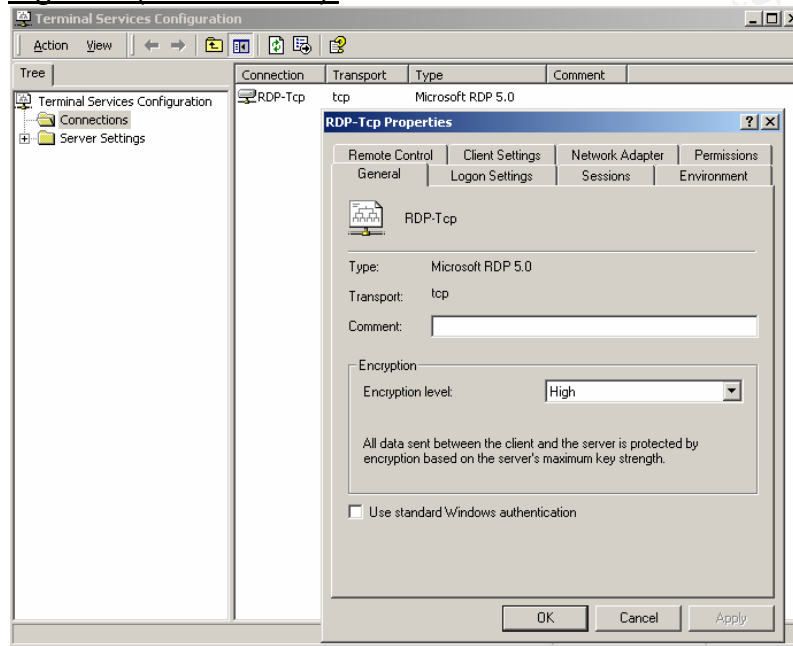 Terminal Services Configuration
Action View
Tree
Connection Transport Type Comment
Terminal Services Configuration
Connections
Server Settings
RDP-Tcp tcp Microsoft RDP 5.0
RDP-Tcp Properties
Remote Control Client Settings Network Adapter Permissions
General Logon Settings Sessions Environment
RDP-Tcp
Type: Microsoft RDP 5.0
Transport: tcp
Comment:
Encryption
Encryption level: High
All data sent between the client and the server is protected by
encryption based on the server's maximum key strength.
Use standard Windows authentication
OK Cancel Apply